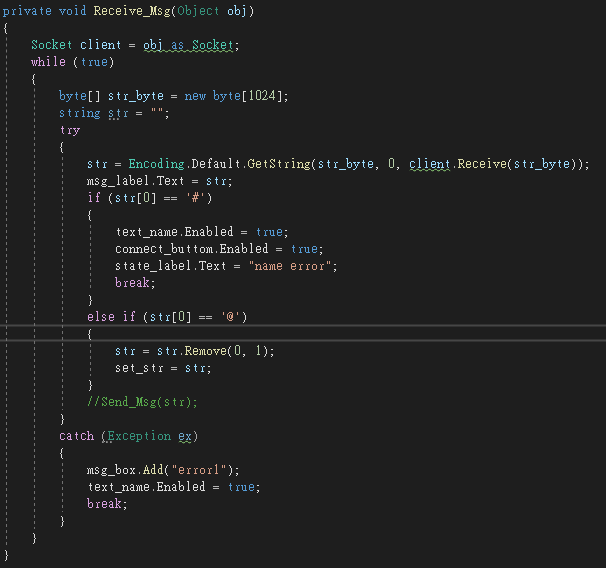 private void Receive_Msg(Object obj)
{
    Socket client = obj as Socket;
    while (true)
    {
        byte[] str_byte = new byte[1024];
        string str = "";
        try
        {
            str = Encoding.Default.GetString(str_byte, 0, client.Receive(str_byte));
            msg_label.Text = str;
            if (str[0] == '#')
            {
                text_name.Enabled = true;
                connect_buttom.Enabled = true;
                state_label.Text = "name error";
                break;
            }
            else if (str[0] == '@')
            {
                str = str.Remove(0, 1);
                set_str = str;
            }
            //Send_Msg(str);
        }
        catch (Exception ex)
        {
            msg_box.Add("error1");
            text_name.Enabled = true;
            break;
        }
    }
}